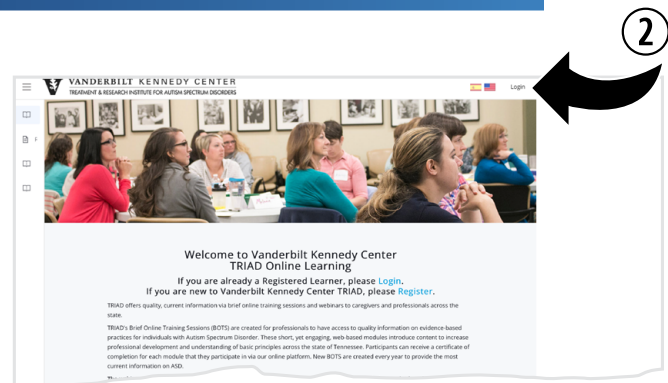 2
VANDERBILT KENNEDY CENTER
TREATMENT & RESEARCH INSTITUTE FOR AUTISM SPECTRUM DISORDERS
Login
Welcome to Vanderbilt Kennedy Center
TRIAD Online Learning
If you are already a Registered Learner, please Login.
If you are new to Vanderbilt Kennedy Center TRIAD, please Register.
TRIAD offers quality, current information via brief online training sessions and webinars to caregivers and professionals across the
state.
TRIAD's Brief Online Training Sessions (BOTS) are created for professionals to have access to quality information on evidence-based
practices for individuals with Autism Spectrum Disorder. These short, yet engaging, web-based modules introduce content to increase
professional development and understanding of basic principles across the state of Tennessee. Participants can receive a certificate of
completion for each module that they participate in via our online platform. New BOTS are created every year to provide the most
current information on ASD.